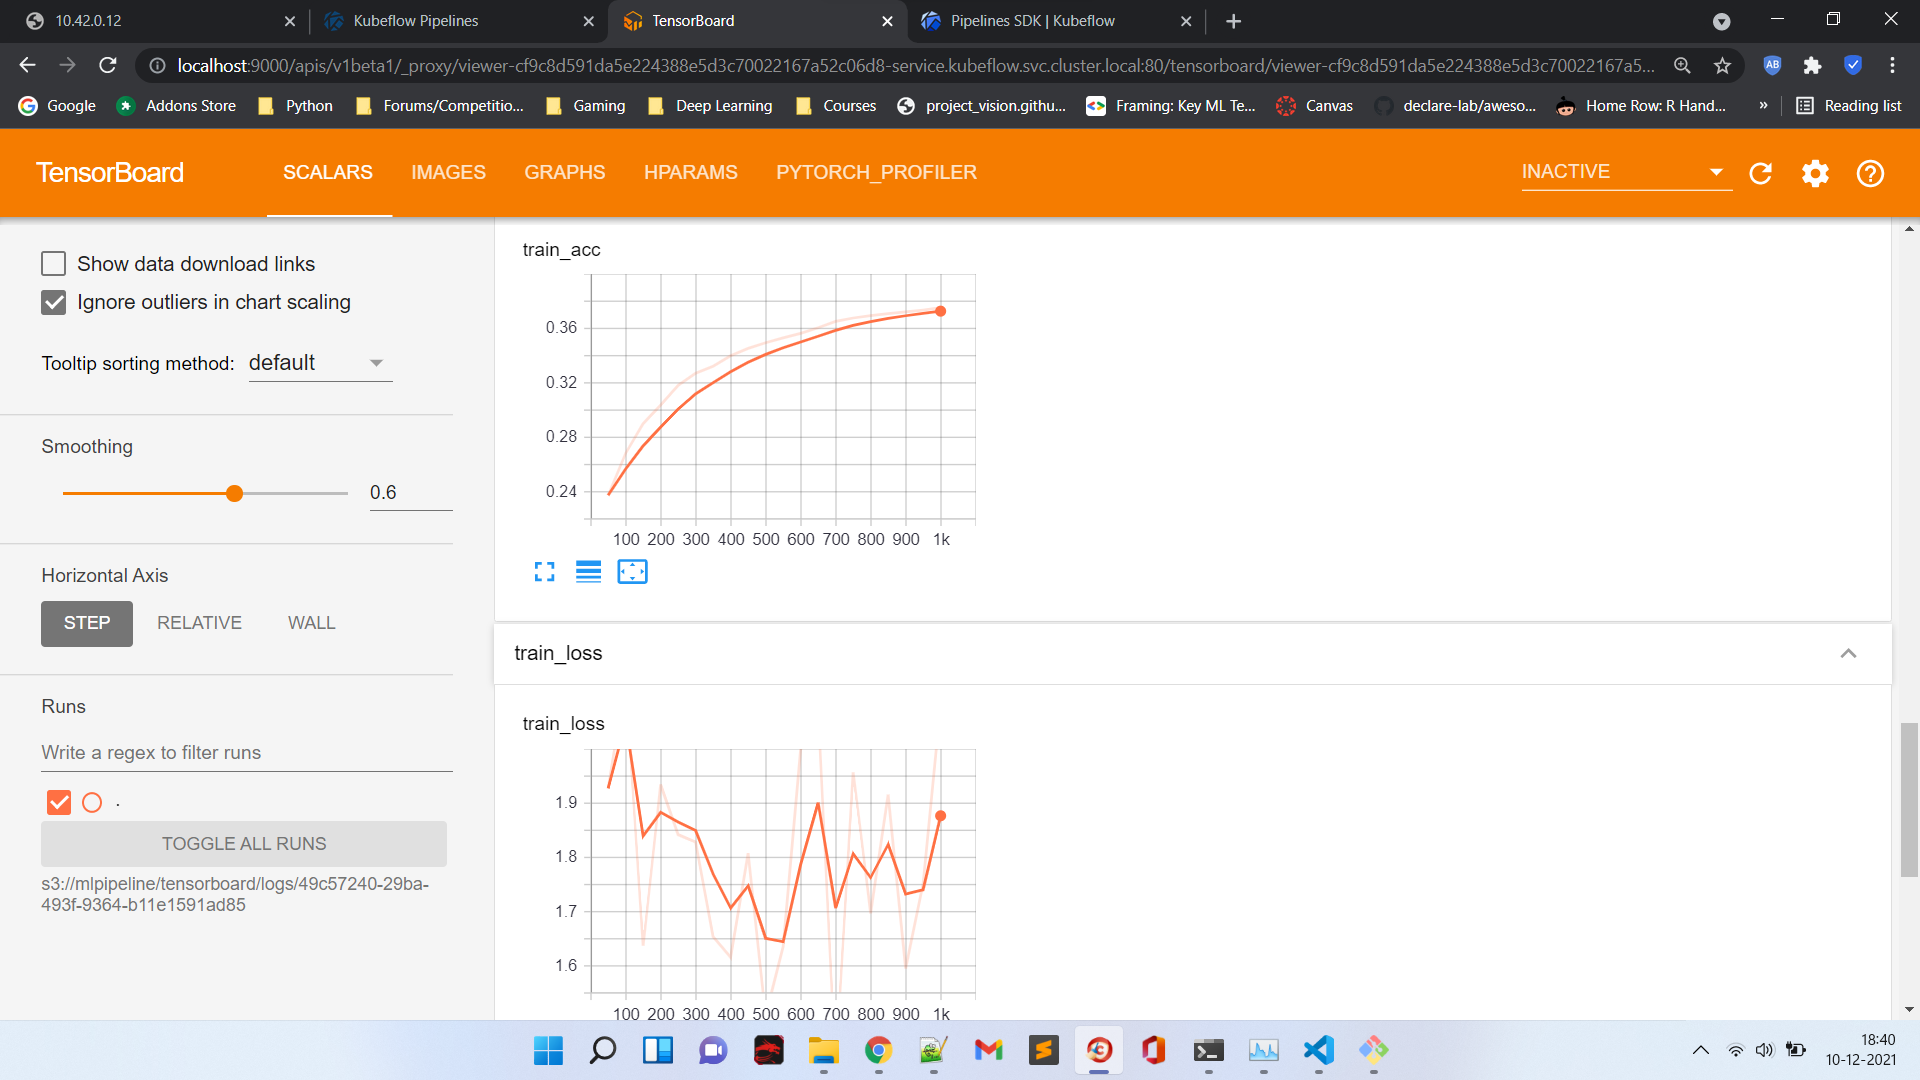 10.42.0.12
Kubeflow Pipelines
TensorBoard
Pipelines SDK | Kubeflow
localhost:9000/apis/v1beta1/_proxy/viewer-cf9c8d591da5e224388e5d3c70022167a52c06d8-service.kubeflow.svc.cluster.local:80/tensorboard/viewer-cf9c8d591da5e224388e5d3c70022167a5...
AB
Google
Addons Store
Python
Forums/Competitio...
Gaming
Deep Learning
Courses
project_vision.githu...
Framing: Key ML Te...
Canvas
declare-lab/aweso...
Home Row: R Hand...
»
Reading list
TensorBoard
SCALARS
IMAGES
GRAPHS
HPARAMS
PYTORCH_PROFILER
INACTIVE
Show data download links
Ignore outliers in chart scaling
Tooltip sorting method: default
Smoothing
0.6
Horizontal Axis
STEP
RELATIVE
WALL
Runs
Write a regex to filter runs
.
TOGGLE ALL RUNS
s3://mlpipeline/tensorboard/logs/49c57240-29ba-
493f-9364-b11e1591ad85
train_acc
0.36
0.32
0.28
0.24
100 200 300 400 500 600 700 800 900 1k
train_loss
train_loss
1.9
1.8
1.7
1.6
100 200 300 400 500 600 700 800 900 1k
18:40
10-12-2021